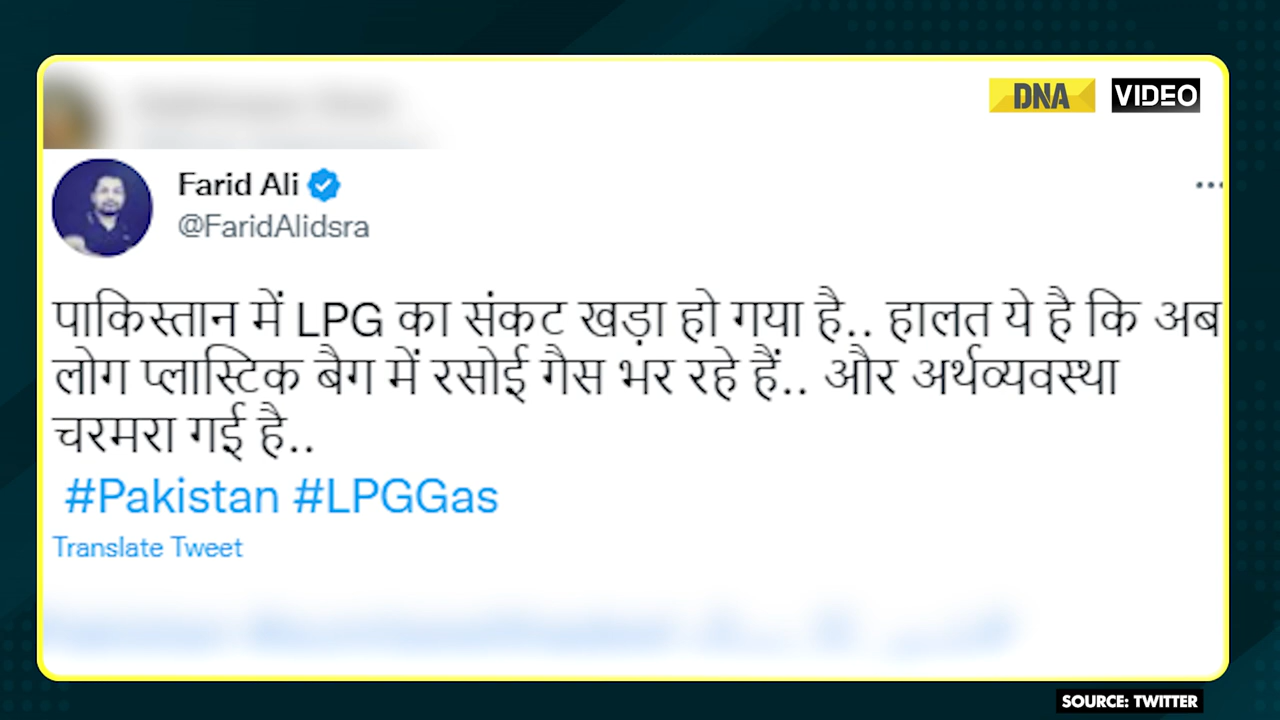 DNA VIDEO
Farid Ali
@FaridAlidsra
पाकिस्तान में LPG का संकट खड़ा हो गया है.. हालत ये है कि अब
लोग प्लास्टिक बैग में रसोई गैस भर रहे हैं.. और अर्थव्यवस्था
चरमरा गई है..
#Pakistan #LPGGas
Translate Tweet
SOURCE: TWITTER